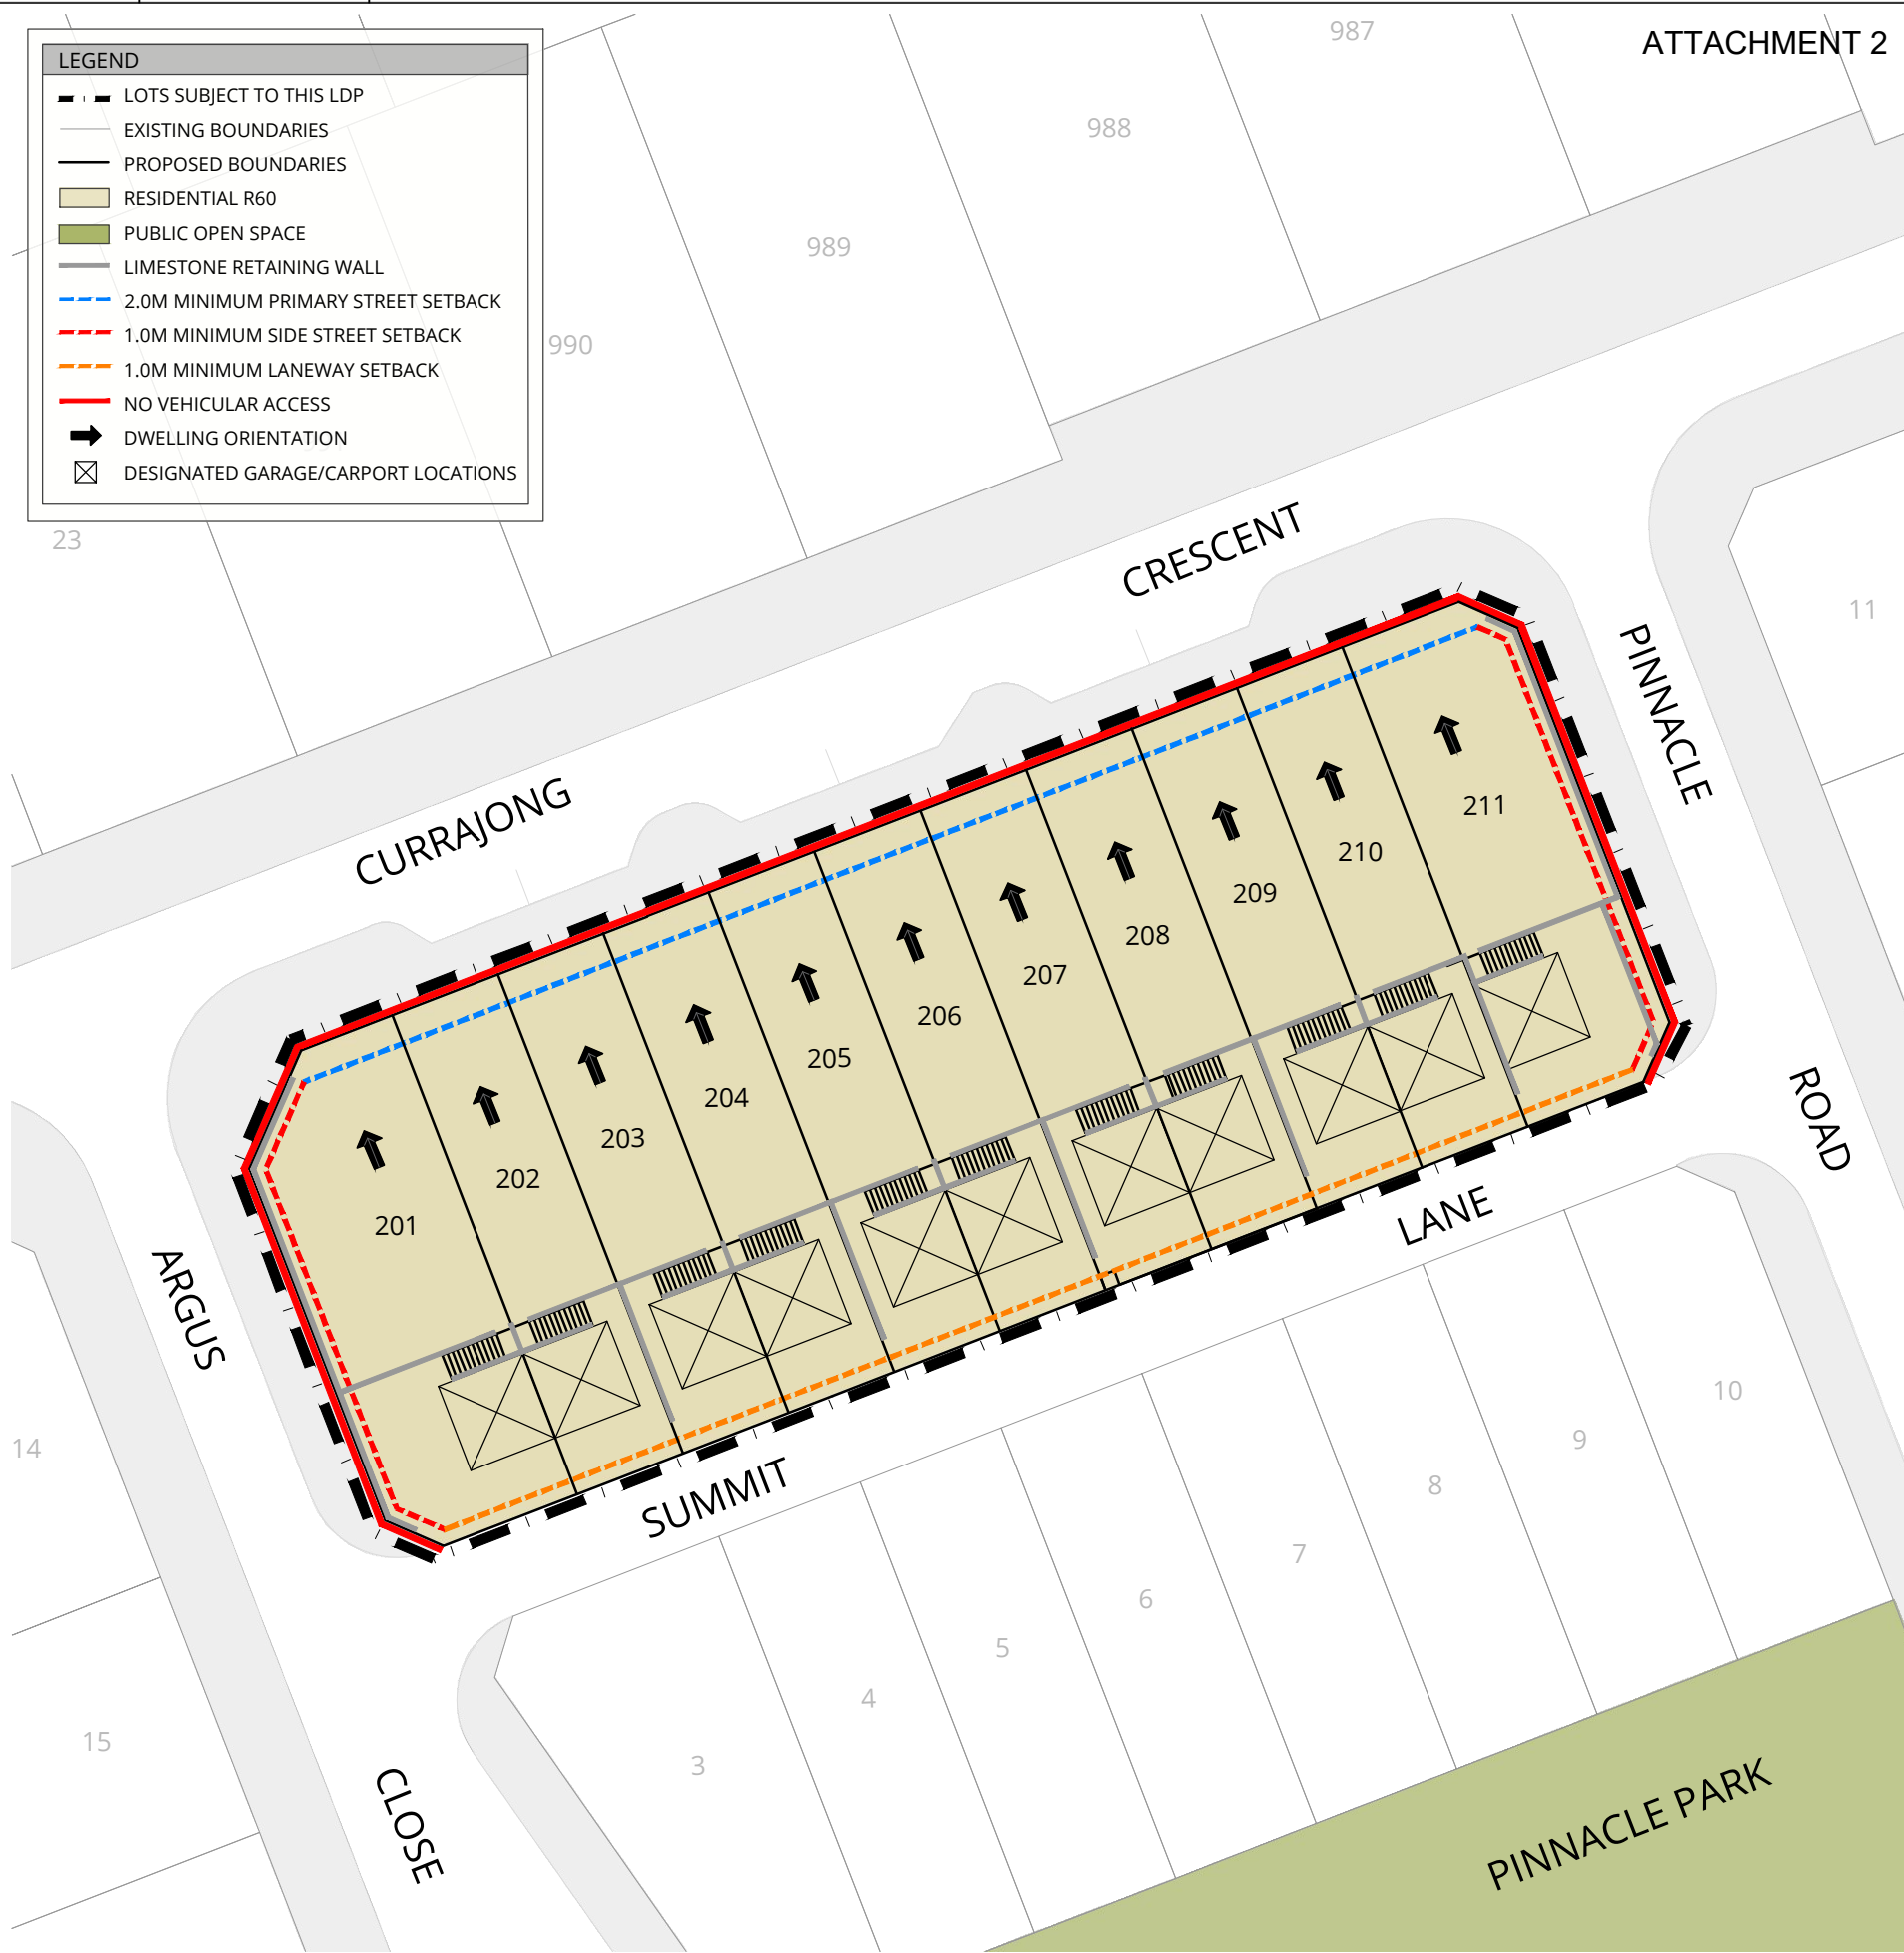 ATTACHMENT 2
LEGEND
LOTS SUBJECT TO THIS LDP
EXISTING BOUNDARIES
PROPOSED BOUNDARIES
RESIDENTIAL R60
PUBLIC OPEN SPACE
LIMESTONE RETAINING WALL
2.0M MINIMUM PRIMARY STREET SETBACK
1.0M MINIMUM SIDE STREET SETBACK
1.0M MINIMUM LANEWAY SETBACK
NO VEHICULAR ACCESS
DWELLING ORIENTATION
DESIGNATED GARAGE/CARPORT LOCATIONS
987
988
989
990
23
11
CURRAJONG
CRESCENT
PINNACLE
ROAD
201
202
203
204
205
206
207
208
209
210
211
ARGUS
CLOSE
SUMMIT
LANE
14
15
3
4
5
6
7
8
9
10
PINNACLE PARK